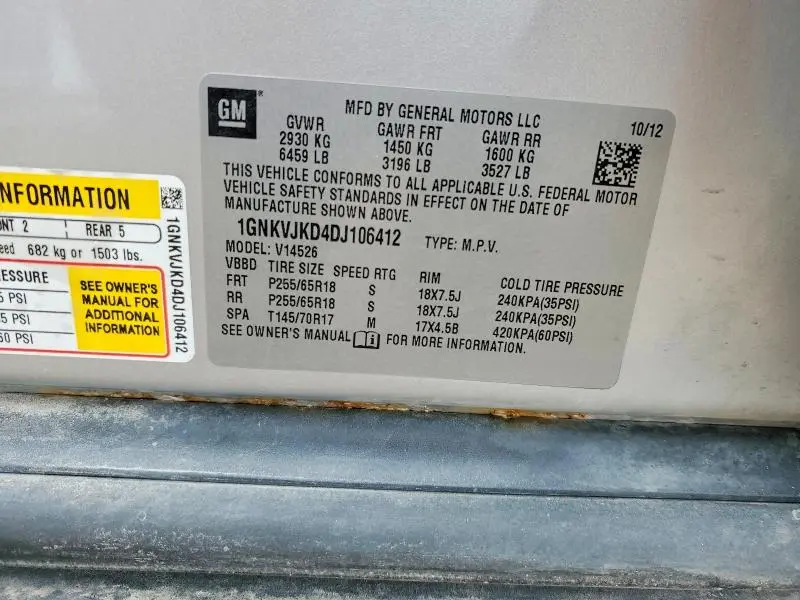 GM
MFD BY GENERAL MOTORS LLC
10/12
GVWR GAWR FRT GAWR RR
2930 KG 1450 KG 1600 KG
6459 LB 3196 LB 3527 LB
THIS VEHICLE CONFORMS TO ALL APPLICABLE U.S. FEDERAL MOTOR
VEHICLE SAFETY STANDARDS IN EFFECT ON THE DATE OF
MANUFACTURE SHOWN ABOVE.
1GNKVJKD4DJ106412 TYPE: M.P.V.
MODEL: V14526
VBBD TIRE SIZE SPEED RTG RIM COLD TIRE PRESSURE
FRT P255/65R18 S 18X7.5J 240KPA(35PSI)
RR P255/65R18 S 18X7.5J 240KPA(35PSI)
SPA T145/70R17 M 17X4.5B 420KPA(60PSI)
SEE OWNER'S MANUAL i FOR MORE INFORMATION.
NFORMATION
NT 2 REAR 5
eed 682 kg or 1503 lbs.
ESSURE
5 PSI
5 PSI
60 PSI
SEE OWNER'S
MANUAL FOR
ADDITIONAL
INFORMATION
1GNKVJKD4DJ106412